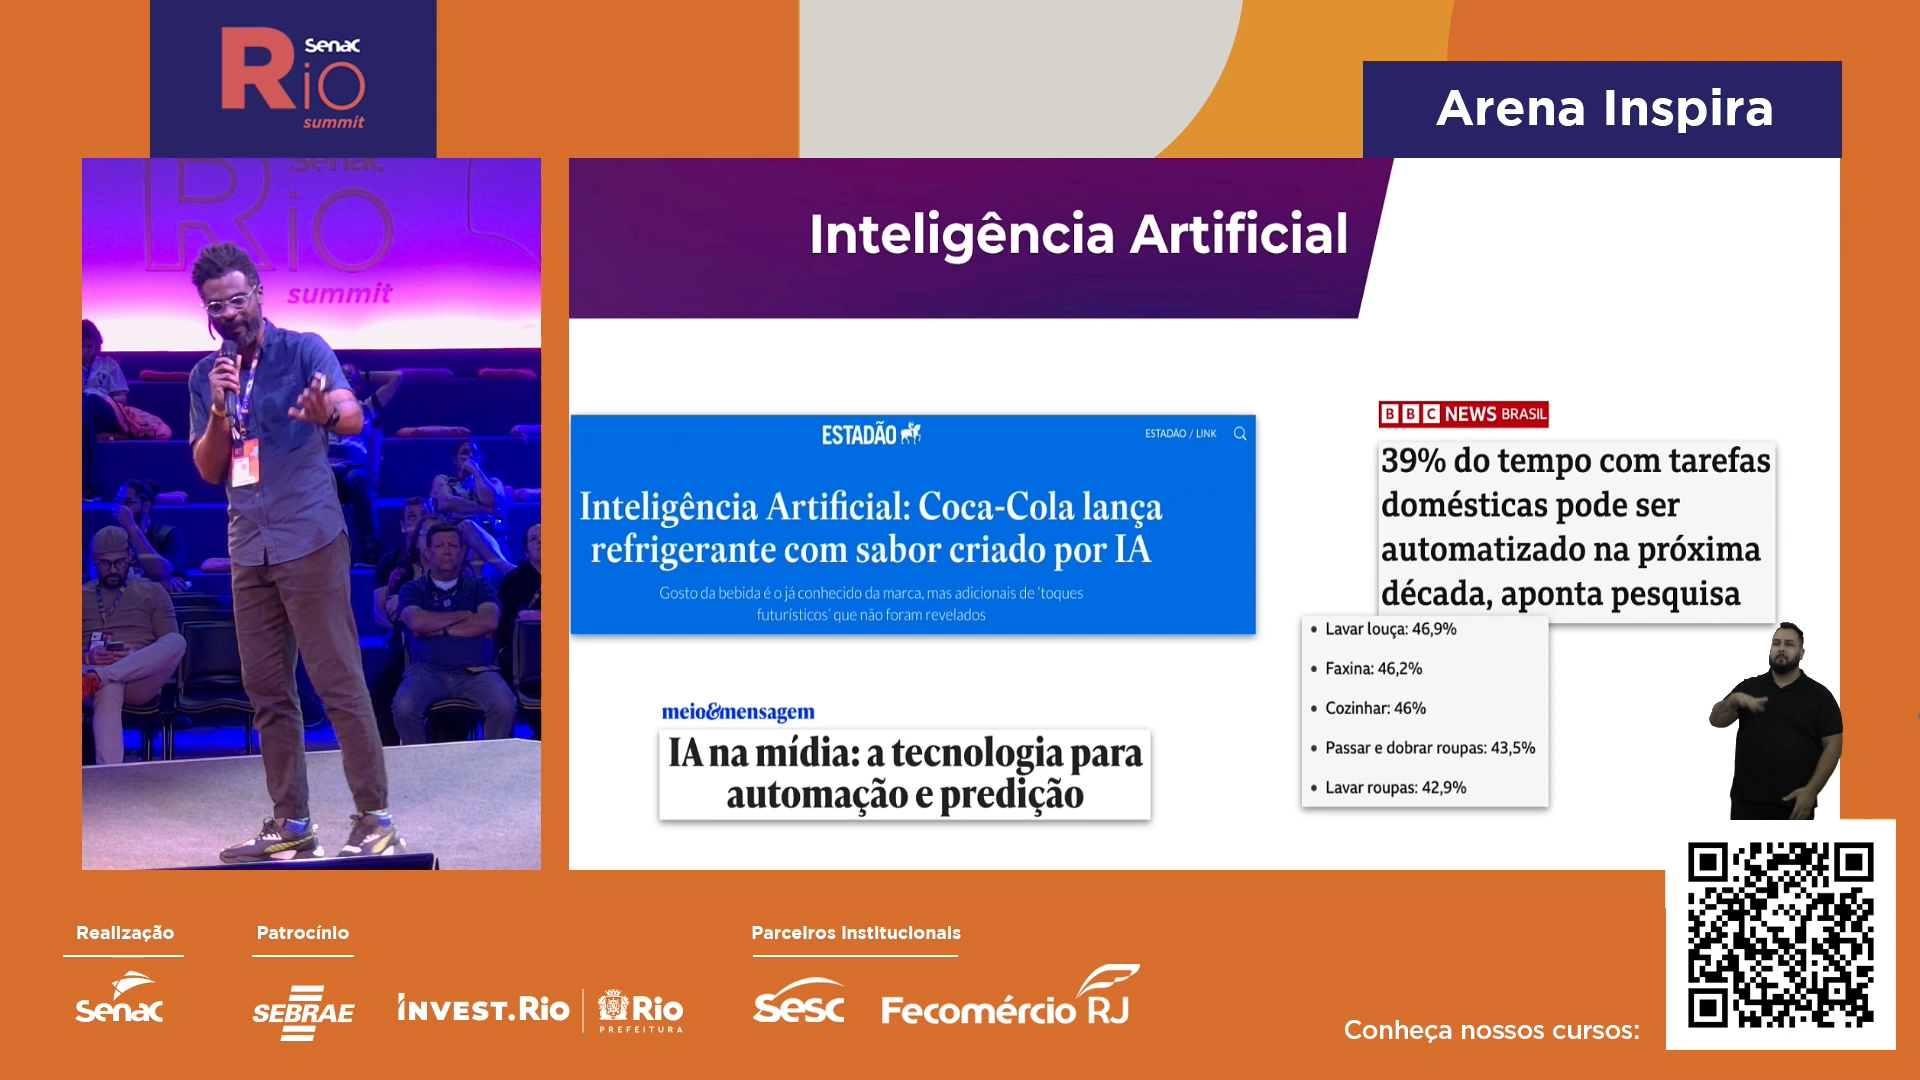 R Senac
io
summit
Arena Inspira
Senac
Rio
summit
Inteligência Artificial
ESTADÃO
ESTADÃO / LINK
Inteligência Artificial: Coca-Cola lança
refrigerante com sabor criado por IA
Gosto da bebida é o já conhecido da marca, mas adicionais de ‘toques
futurísticos’ que não foram revelados
BBC NEWS BRASIL
39% do tempo com tarefas
domésticas pode ser
automatizado na próxima
década, aponta pesquisa
• Lavar louça: 46,9%
• Faxina: 46,2%
• Cozinhar: 46%
• Passar e dobrar roupas: 43,5%
• Lavar roupas: 42,9%
meio&mensagem
IA na mídia: a tecnologia para
automação e predição
Realização
Senac
Patrocínio
SEBRAE
INVEST.Rio
Rio
PREFEITURA
Parceiros Institucionais
Sesc
Fecomércio RJ
Conheça nossos cursos: